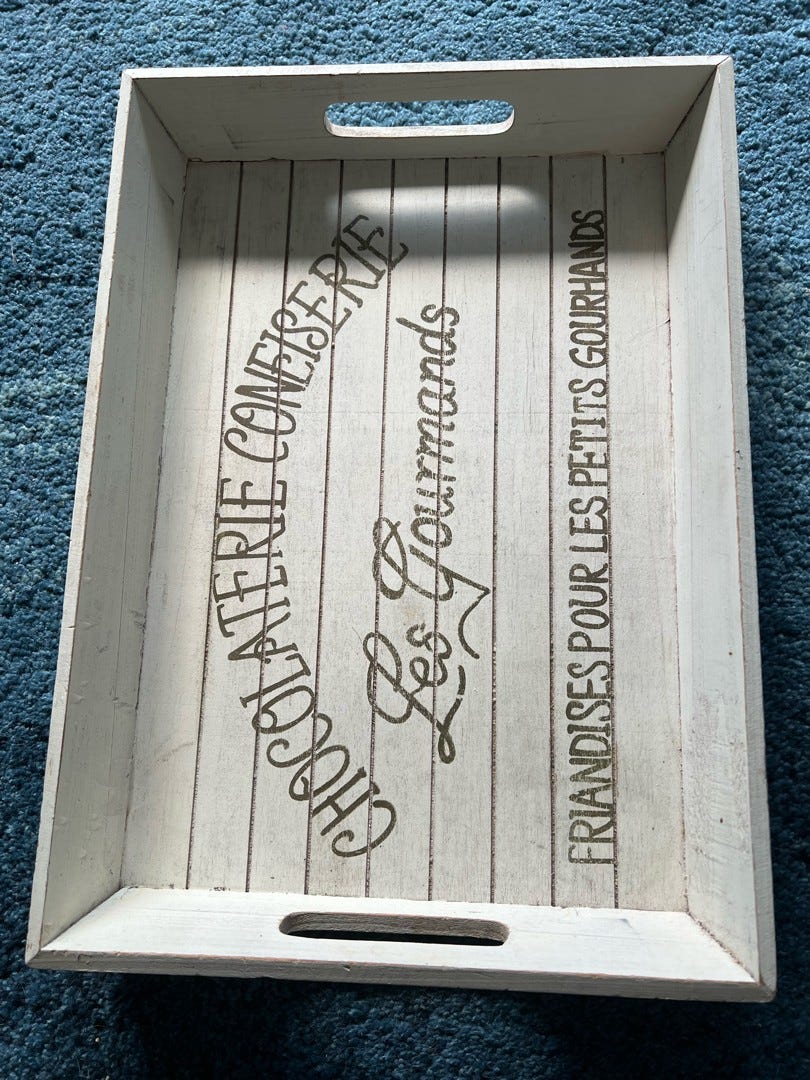 CHOCOLATERIE CONFISERIE
Les Gourmands
FRIANDISES POUR LES PETITS GOURHANDS